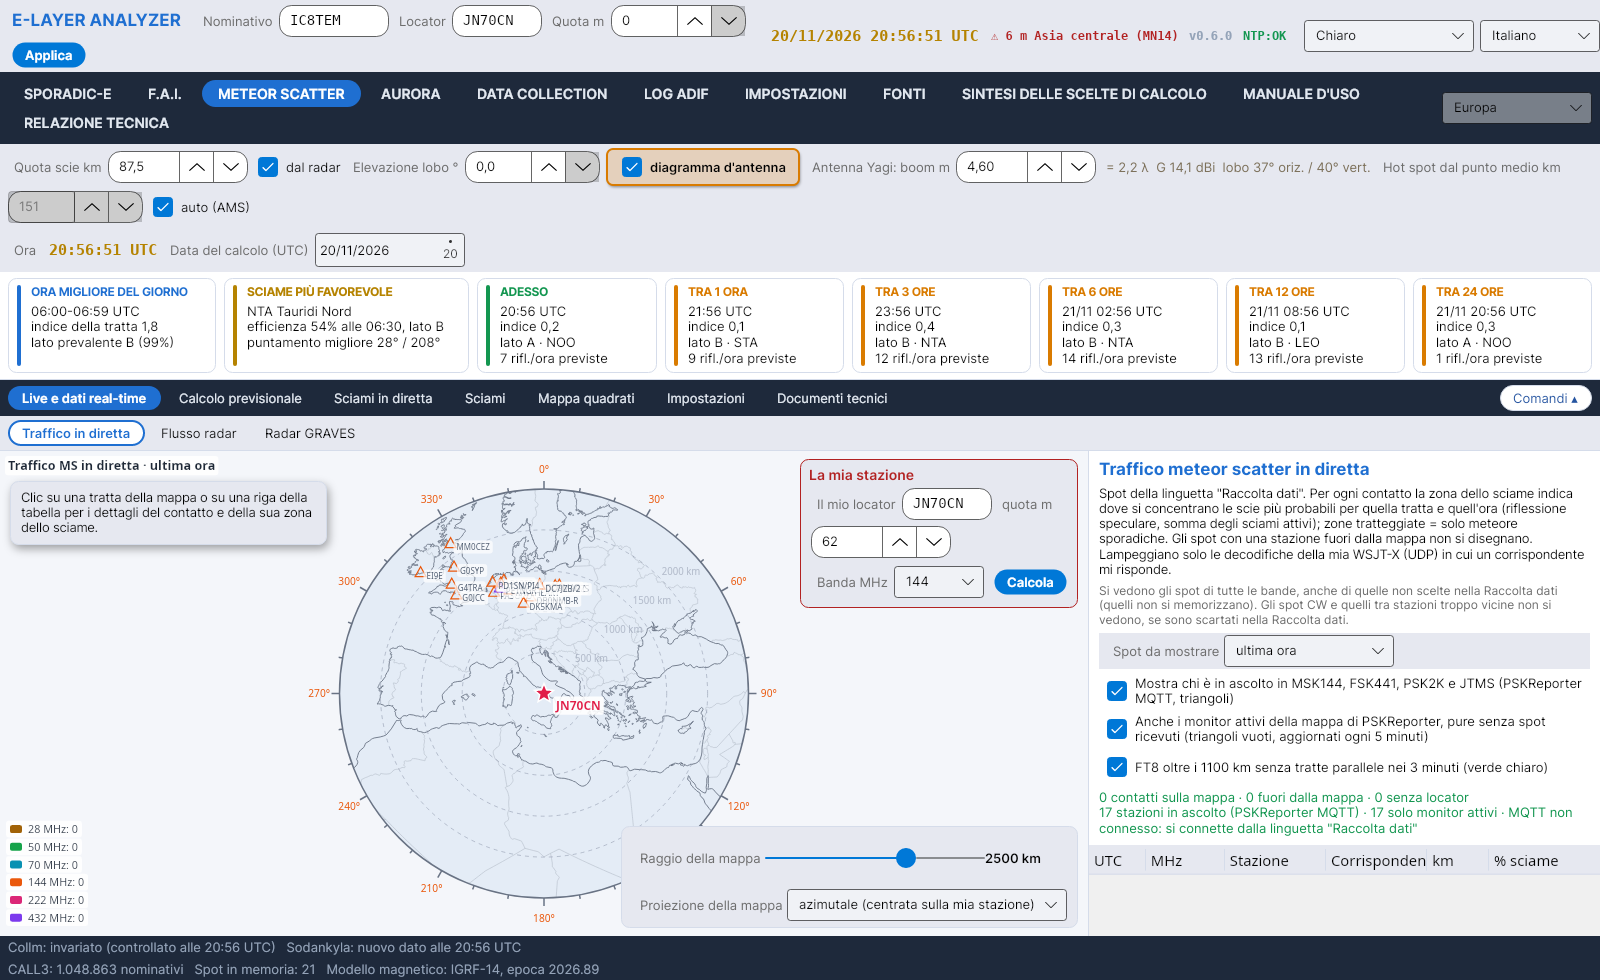 E-LAYER ANALYZER Nominativo IC8TEM Locator JN70CN Quota m 0
Applica
20/11/2026 20:56:51 UTC ⚠ 6 m Asia centrale (MN14) v0.6.0 NTP:OK Chiaro Italiano
SPORADIC-E F.A.I. METEOR SCATTER AURORA DATA COLLECTION LOG ADIF IMPOSTAZIONI FONTI SINTESI DELLE SCELTE DI CALCOLO MANUALE D'USO
RELAZIONE TECNICA
Europa
Quota scie km 87,5 dal radar Elevazione lobo ° 0,0 diagramma d'antenna Antenna Yagi: boom m 4,60 = 2,2 λ G 14,1 dBi lobo 37° oriz. / 40° vert. Hot spot dal punto medio km
151 auto (AMS)
Ora 20:56:51 UTC Data del calcolo (UTC) 20/11/2026 20
ORA MIGLIORE DEL GIORNO
06:00-06:59 UTC
indice della tratta 1,8
lato prevalente B (99%)
SCIAME PIÙ FAVOREVOLE
NTA Tauridi Nord
efficienza 54% alle 06:30, lato B
puntamento migliore 28° / 208°
ADESSO
20:56 UTC
indice 0,2
lato A · NOO
7 rifl./ora previste
TRA 1 ORA
21:56 UTC
indice 0,1
lato B · STA
9 rifl./ora previste
TRA 3 ORE
23:56 UTC
indice 0,4
lato B · NTA
12 rifl./ora previste
TRA 6 ORE
21/11 02:56 UTC
indice 0,3
lato B · NTA
14 rifl./ora previste
TRA 12 ORE
21/11 08:56 UTC
indice 0,1
lato B · LEO
13 rifl./ora previste
TRA 24 ORE
21/11 20:56 UTC
indice 0,3
lato A · NOO
1 rifl./ora previste
Live e dati real-time Calcolo previsionale Sciami in diretta Sciami Mappa quadrati Impostazioni Documenti tecnici Comandi ▴
Traffico in diretta Flusso radar Radar GRAVES
Traffico MS in diretta · ultima ora
Clic su una tratta della mappa o su una riga della
tabella per i dettagli del contatto e della sua zona
dello sciame.
0°
330° 30°
300° 60°
270° 90°
240° 120°
210°
180°
2000 km
1500 km
1000 km
500 km
MM0CEZ
EI9E
G0SYP
G4TRA
G0JCC
PD1SN/PI4
DC7JZB/2
DK5KMA
JN70CN
28 MHz: 0
50 MHz: 0
70 MHz: 0
144 MHz: 0
222 MHz: 0
432 MHz: 0
La mia stazione
Il mio locator JN70CN quota m
62
Banda MHz 144 Calcola
Raggio della mappa 2500 km
Proiezione della mappa azimutale (centrata sulla mia stazione)
Traffico meteor scatter in diretta
Spot della linguetta "Raccolta dati". Per ogni contatto la zona dello sciame indica
dove si concentrano le scie più probabili per quella tratta e quell'ora (riflessione
speculare, somma degli sciami attivi); zone tratteggiate = solo meteore
sporadiche. Gli spot con una stazione fuori dalla mappa non si disegnano.
Lampeggiano solo le decodifiche della mia WSJT-X (UDP) in cui un corrispondente
mi risponde.
Si vedono gli spot di tutte le bande, anche di quelle non scelte nella Raccolta dati
(quelli non si memorizzano). Gli spot CW e quelli tra stazioni troppo vicine non si
vedono, se sono scartati nella Raccolta dati.
Spot da mostrare ultima ora
Mostra chi è in ascolto in MSK144, FSK441, PSK2K e JTMS (PSKReporter
MQTT, triangoli)
Anche i monitor attivi della mappa di PSKReporter, pure senza spot
ricevuti (triangoli vuoti, aggiornati ogni 5 minuti)
FT8 oltre i 1100 km senza tratte parallele nei 3 minuti (verde chiaro)
0 contatti sulla mappa · 0 fuori dalla mappa · 0 senza locator
17 stazioni in ascolto (PSKReporter MQTT) · 17 solo monitor attivi · MQTT non
connesso: si connette dalla linguetta "Raccolta dati"
UTC MHz Stazione Corrisponden km % sciame
Collm: invariato (controllato alle 20:56 UTC) Sodankyla: nuovo dato alle 20:56 UTC
CALL3: 1.048.863 nominativi Spot in memoria: 21 Modello magnetico: IGRF-14, epoca 2026.89